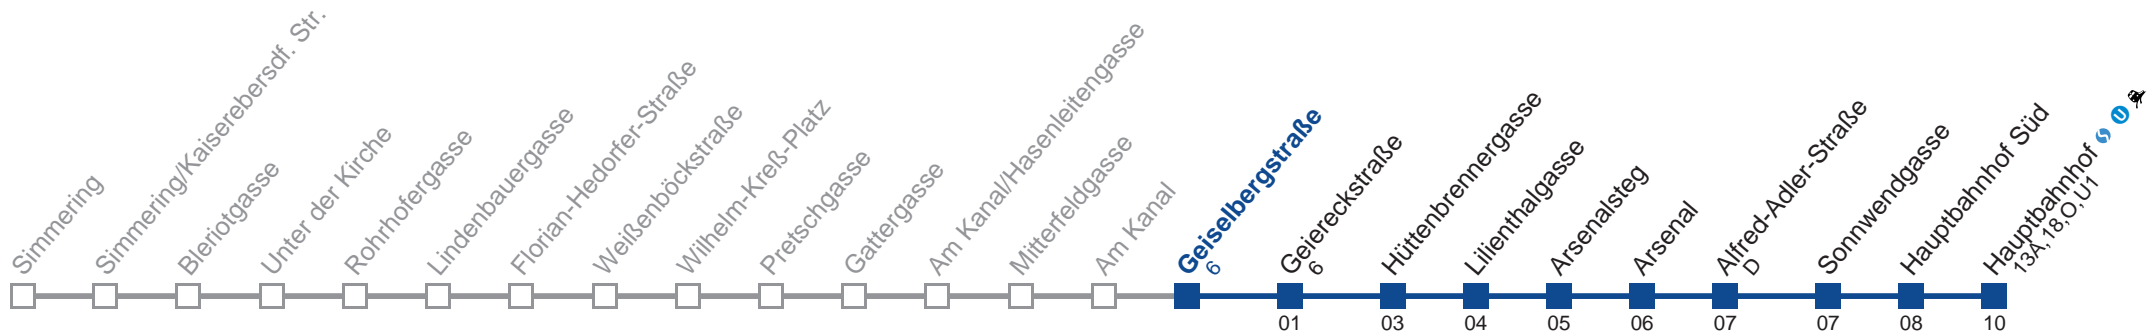 Simmering
Simmering/Kaiserebersdf. Str.
Bleriotgasse
Unter der Kirche
Rohrhofergasse
Lindenbauergasse
Florian-Hedorfer-Straße
Weißenböckstraße
Wilhelm-Kreß-Platz
Pretschgasse
Gattergasse
Am Kanal/Hasenleitengasse
Mitterfeldgasse
Am Kanal
Geiselbergstraße
6
Geiereckstraße
6
Hüttenbrennergasse
Lilienthalgasse
Arsenalsteg
Arsenal
Alfred-Adler-Straße
D
Sonnwendgasse
Hauptbahnhof Süd
Hauptbahnhof S U
13A,18,O,U1
01 03 04 05 06 07 07 08 10